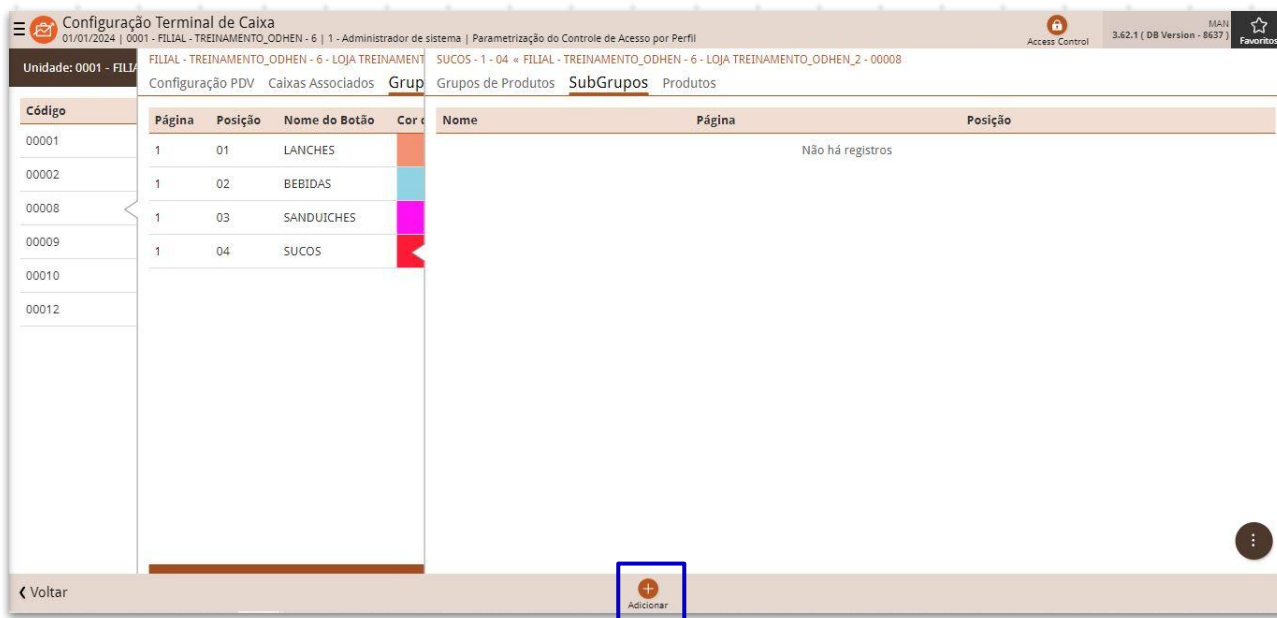 Configuração Terminal de Caixa
01/01/2024 | 0001 - FILIAL - TREINAMENTO_ODHEN - 6 | 1 - Administrador de sistema | Parametrização do Controle de Acesso por Perfil
Access Control
MAN
3.62.1 ( DB Version - 8637 )
Favoritos
Unidade: 0001 - FILIA
Código
00001
00002
00008
00009
00010
00012
FILIAL - TREINAMENTO_ODHEN - 6 - LOJA TREINAMENT
Configuração PDV Caixas Associados Grup
Página Posição Nome do Botão Cor d
1 01 LANCHES
1 02 BEBIDAS
1 03 SANDUICHES
1 04 SUCOS
SUCOS - 1 - 04 « FILIAL - TREINAMENTO_ODHEN - 6 - LOJA TREINAMENTO_ODHEN_2 - 00008
Grupos de Produtos SubGrupos Produtos
Nome Página Posição
Não há registros
Voltar
Adicionar